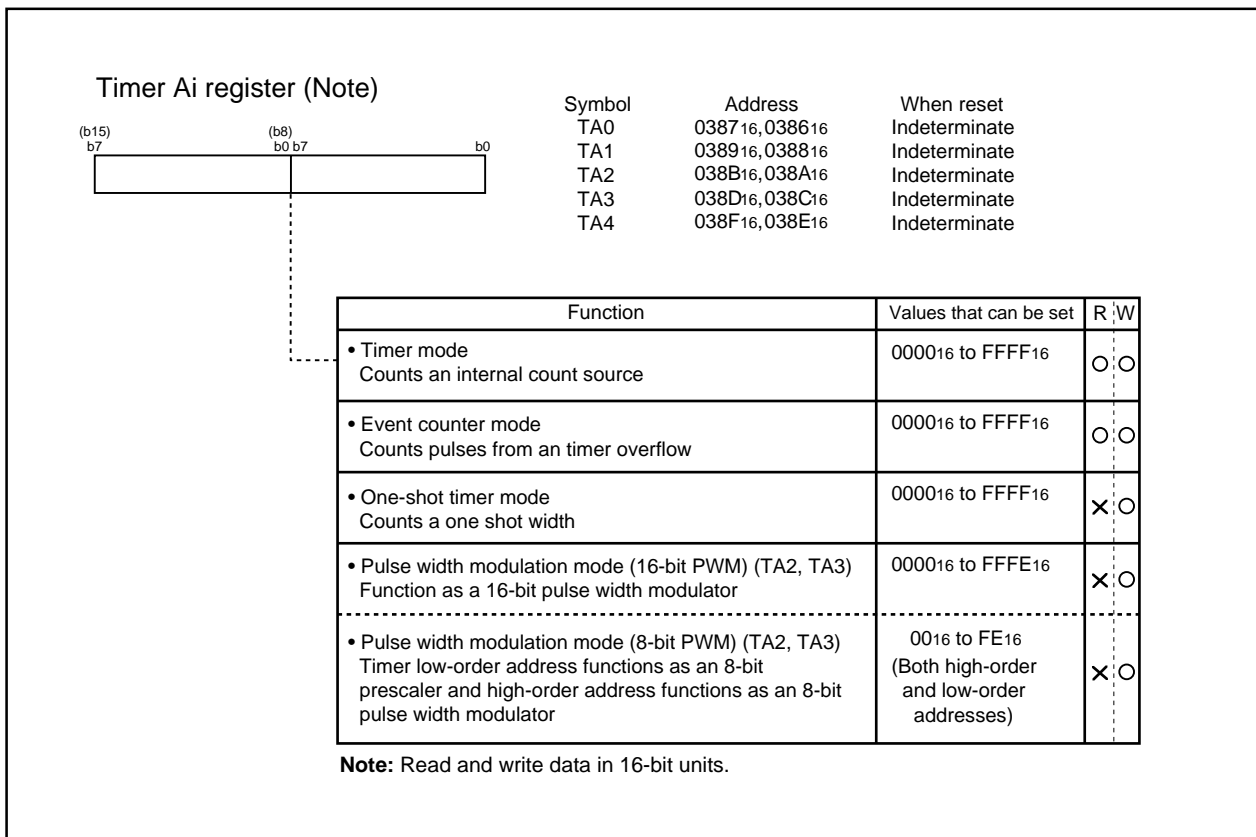 Timer Ai register (Note)
(b15) (b8)
b7 b0 b7 b0
Symbol Address When reset
TA0 038716,038616 Indeterminate
TA1 038916,038816 Indeterminate
TA2 038B16,038A16 Indeterminate
TA3 038D16,038C16 Indeterminate
TA4 038F16,038E16 Indeterminate
Function Values that can be set R W
• Timer mode 000016 to FFFF16
Counts an internal count source
• Event counter mode 000016 to FFFF16
Counts pulses from an timer overflow
• One-shot timer mode 000016 to FFFF16
Counts a one shot width
• Pulse width modulation mode (16-bit PWM) (TA2, TA3) 000016 to FFFE16
Function as a 16-bit pulse width modulator
• Pulse width modulation mode (8-bit PWM) (TA2, TA3) 0016 to FE16
Timer low-order address functions as an 8-bit (Both high-order
prescaler and high-order address functions as an 8-bit and low-order
pulse width modulator addresses)
Note: Read and write data in 16-bit units.